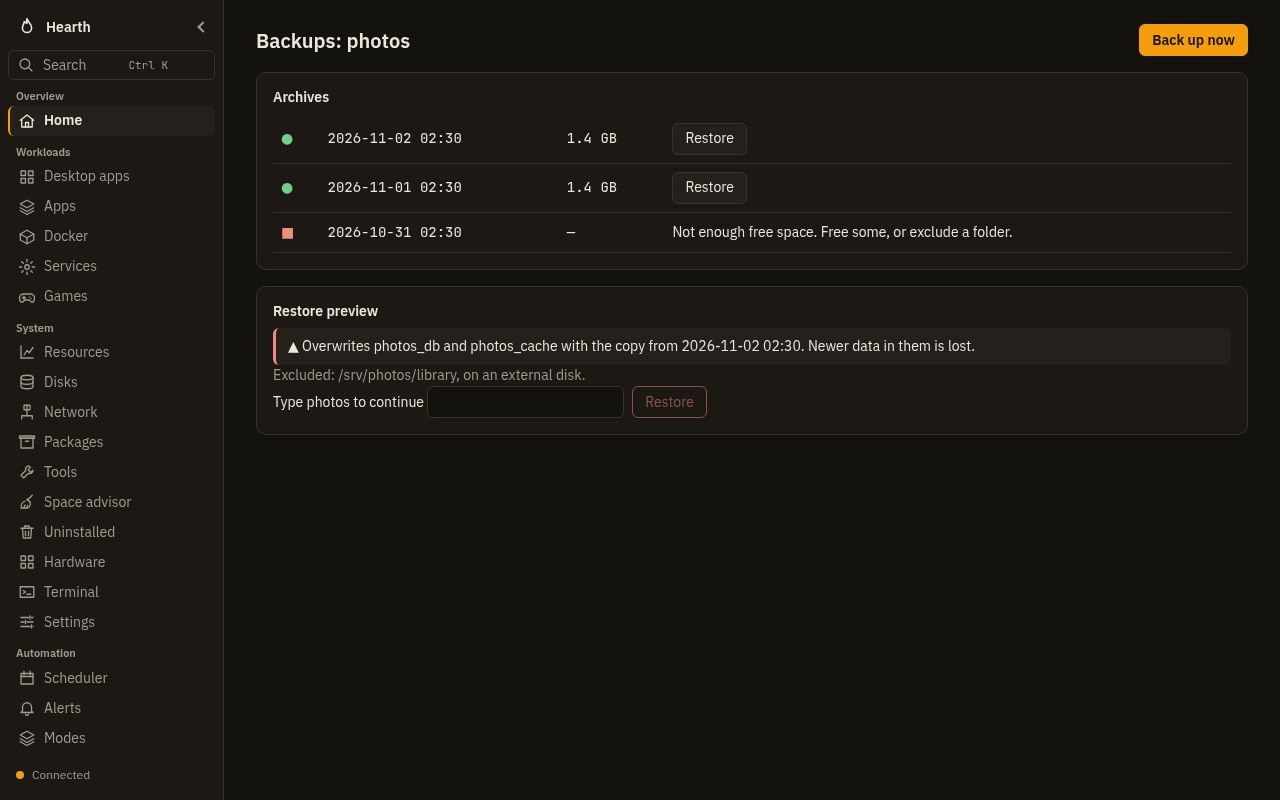 Hearth
Search Ctrl K
Overview
Home
Workloads
Desktop apps
Apps
Docker
Services
Games
System
Resources
Disks
Network
Packages
Tools
Space advisor
Uninstalled
Hardware
Terminal
Settings
Automation
Scheduler
Alerts
Modes
Connected
Backups: photos
Back up now
Archives
2026-11-02 02:30 1.4 GB Restore
2026-11-01 02:30 1.4 GB Restore
2026-10-31 02:30 — Not enough free space. Free some, or exclude a folder.
Restore preview
▲ Overwrites photos_db and photos_cache with the copy from 2026-11-02 02:30. Newer data in them is lost.
Excluded: /srv/photos/library, on an external disk.
Type photos to continue Restore